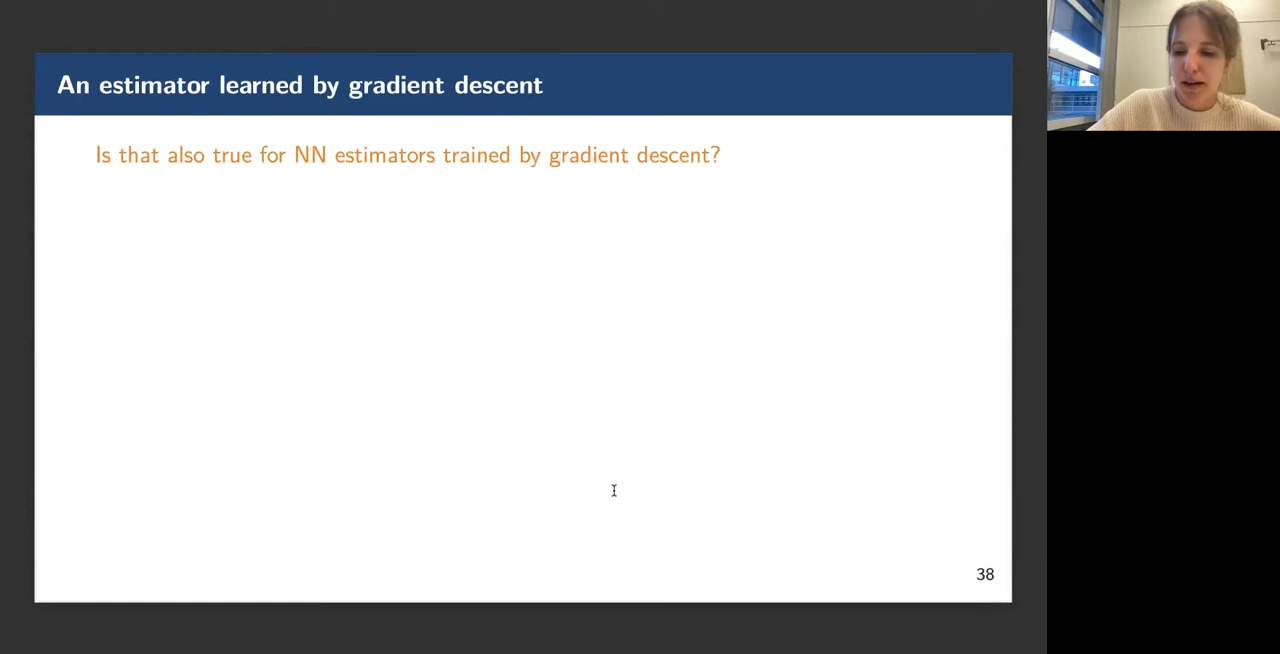 An estimator learned by gradient descent
Is that also true for NN estimators trained by gradient descent?
38